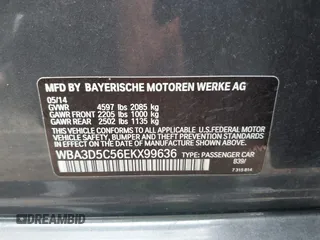 MFD BY BAYERISCHE MOTOREN WERKE AG
05/14
GVWR 4597 lbs 2085 kg
GAWR FRONT 2205 lbs 1000 kg
GAWR REAR 2502 lbs 1135 kg
THIS VEHICLE CONFORMS TO ALL APPLICABLE FEDERAL
MOTOR VEHICLE SAFETY, BUMPER, AND THEFT
PREVENTION STANDARDS IN EFFECT ON THE DATE OF
MANUFACTURE SHOWN ABOVE.
WBA3D5C56EKX99636 TYPE: PASSENGER CAR
839/
DREAMBID